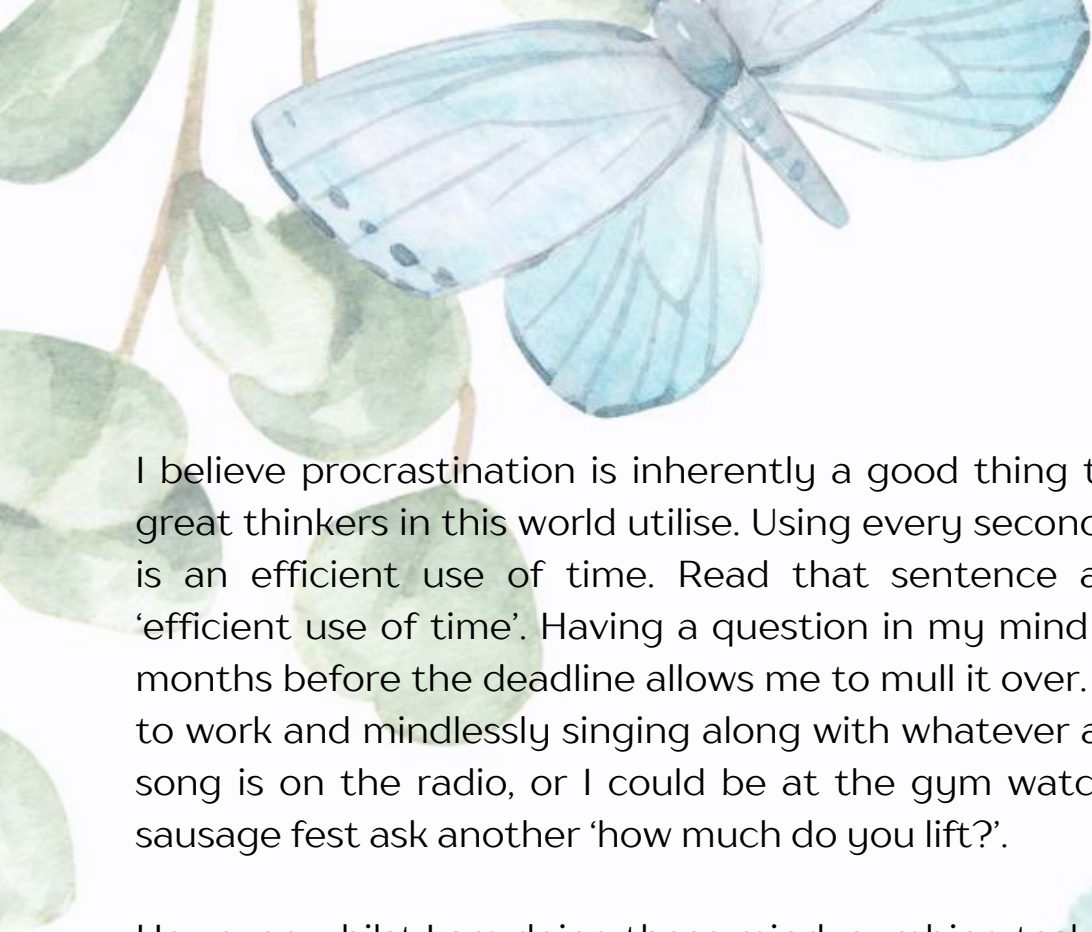 I believe procrastination is inherently a good thing
great thinkers in this world utilise. Using every second
is an efficient use of time. Read that sentence
‘efficient use of time’. Having a question in my mind
months before the deadline allows me to mull it over.
to work and mindlessly singing along with whatever
song is on the radio, or I could be at the gym
sausage fest ask another ‘how much do you lift?’.